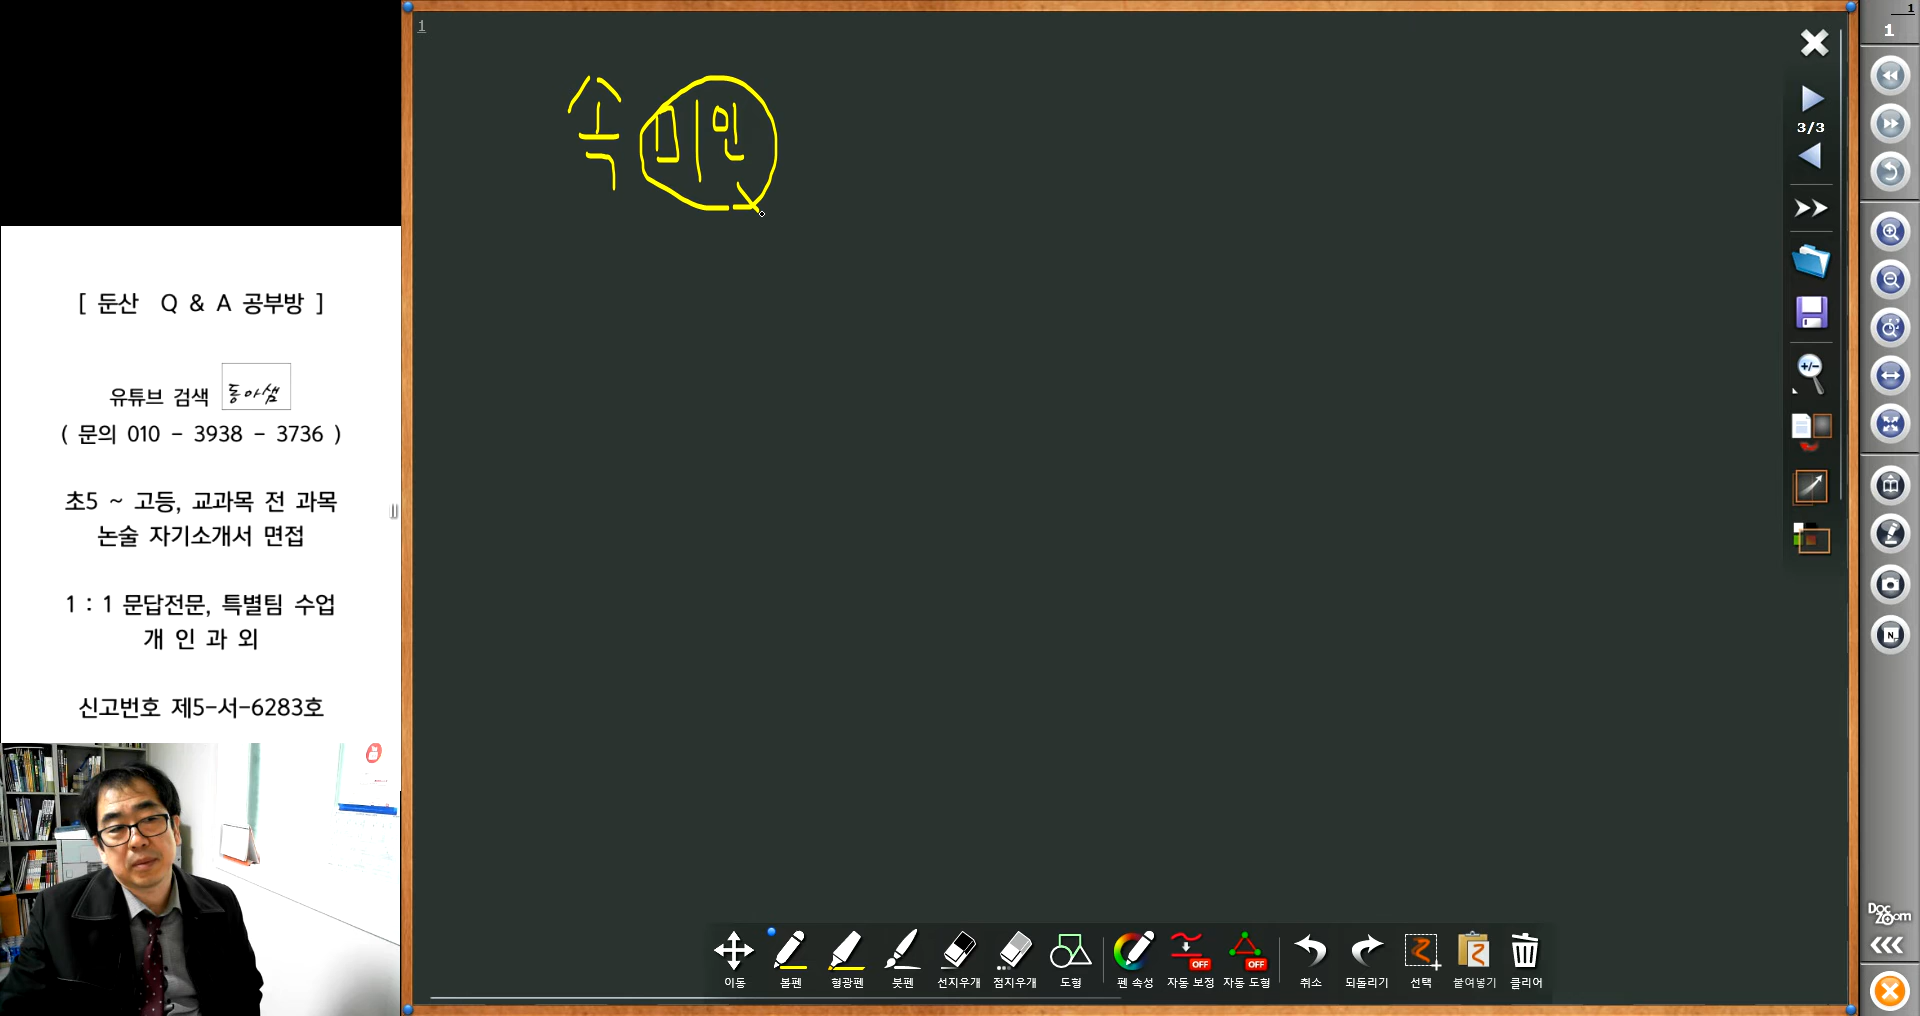 1
속미인
[ 둔산 Q & A 공부방 ]
유튜브 검색 동아샘
( 문의 010 - 3938 - 3736 )
초5 ~ 고등, 교과목 전 과목
논술 자기소개서 면접
1 : 1 문답전문, 특별팀 수업
개 인 과 외
신고번호 제5-서-6283호
3/3
+/-
1
1
N
Doc Zoom
이동 볼펜 형광펜 붓펜 선지우개 점지우개 도형 펜 속성 OFF 자동 보정 OFF 자동 도형 취소 되돌리기 선택 붙여넣기 클리어